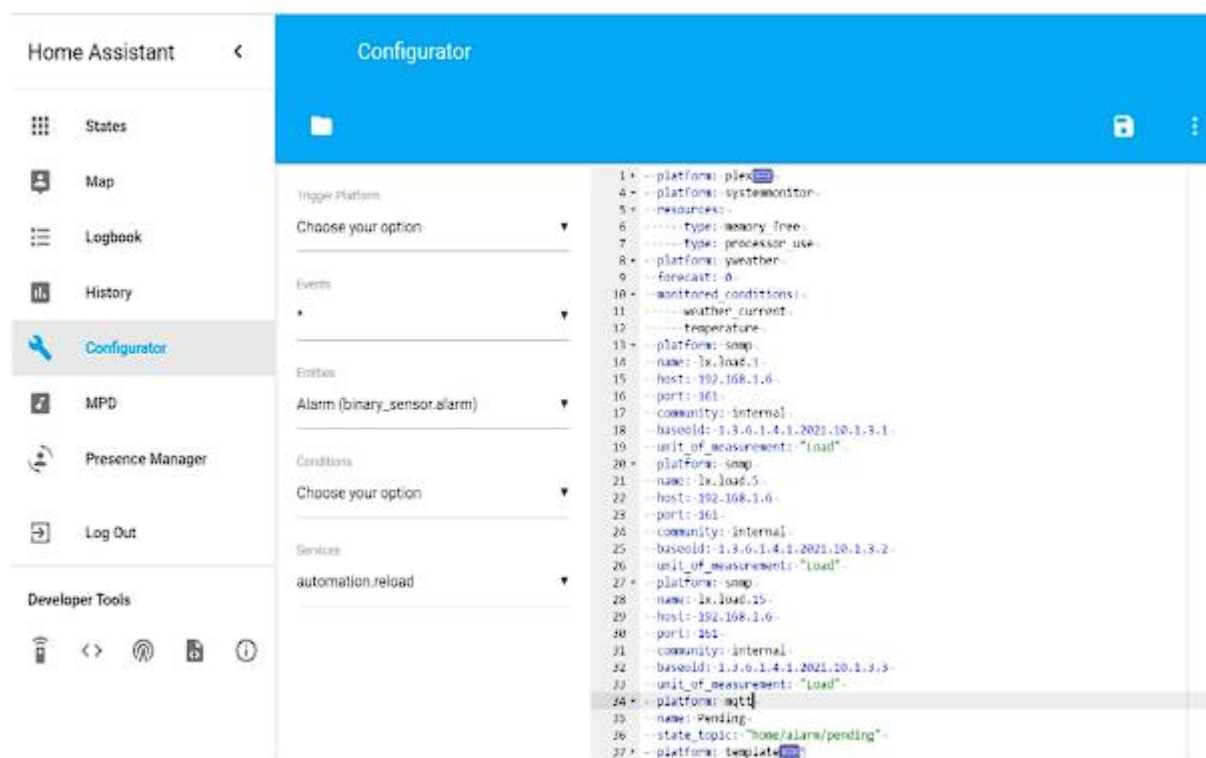 Home Assistant
Configurator
States
Map
Logbook
History
Configurator
MPD
Presence Manager
Log Out
Developer Tools
Trigger Platform
Choose your option
Events
*
Entities
Alarm (binary_sensor.alarm)
Conditions
Choose your option
Services
automation.reload
1 - platform: plex
4 - platform: systemmonitor
5 resources:
6 - type: memory_free
7 - type: processor_use
8 - platform: yweather
9 forecast: 0
10 monitored_conditions:
11 - weather_current
12 - temperature
13 - platform: snmp
14 name: lx.load.1
15 host: 192.168.1.6
16 port: 161
17 community: internal
18 baseoid: 1.3.6.1.4.1.2021.10.1.3.1
19 unit_of_measurement: "Load"
20 - platform: snmp
21 name: lx.load.5
22 host: 192.168.1.6
23 port: 161
24 community: internal
25 baseoid: 1.3.6.1.4.1.2021.10.1.3.2
26 unit_of_measurement: "Load"
27 - platform: snmp
28 name: lx.load.15
29 host: 192.168.1.6
30 port: 161
31 community: internal
32 baseoid: 1.3.6.1.4.1.2021.10.1.3.3
33 unit_of_measurement: "Load"
34 - platform: mqtt
35 name: Pending
36 state_topic: "home/alarm/pending"
37 - platform: template